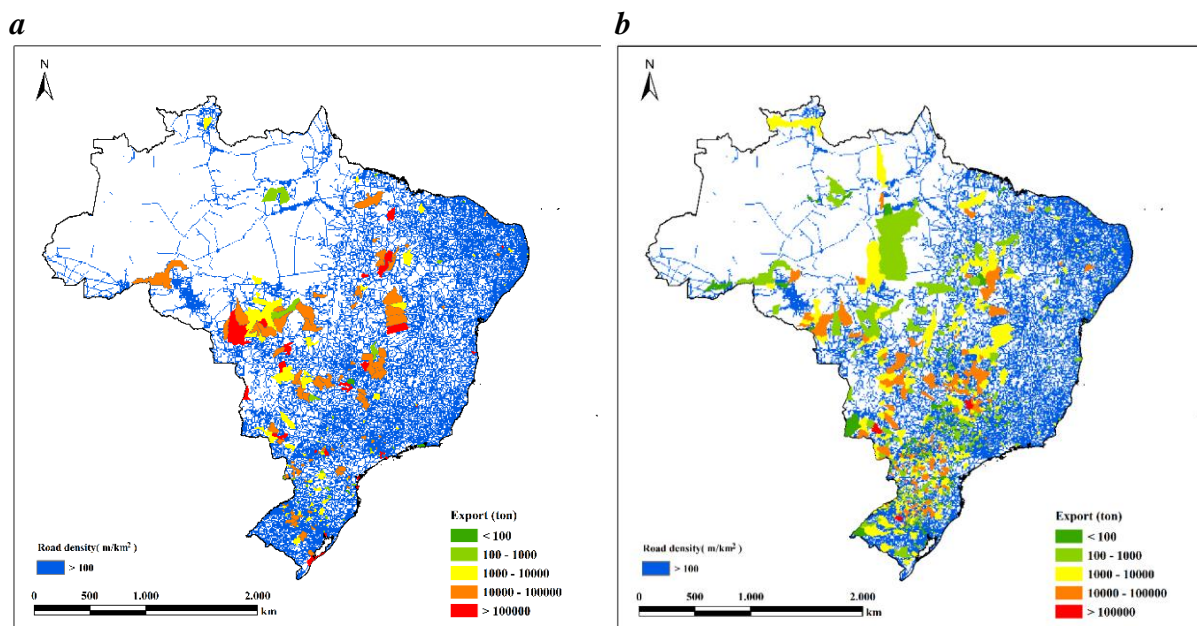 a
b
N
N
Export (ton)
< 100
100 - 1000
1000 - 10000
10000 - 100000
> 100000
Road density( m/km²)
> 100
0 500 1.000 2.000
km
Export (ton)
< 100
100 - 1000
1000 - 10000
10000 - 100000
> 100000
Road density( m/km²)
> 100
0 500 1.000 2.000
km